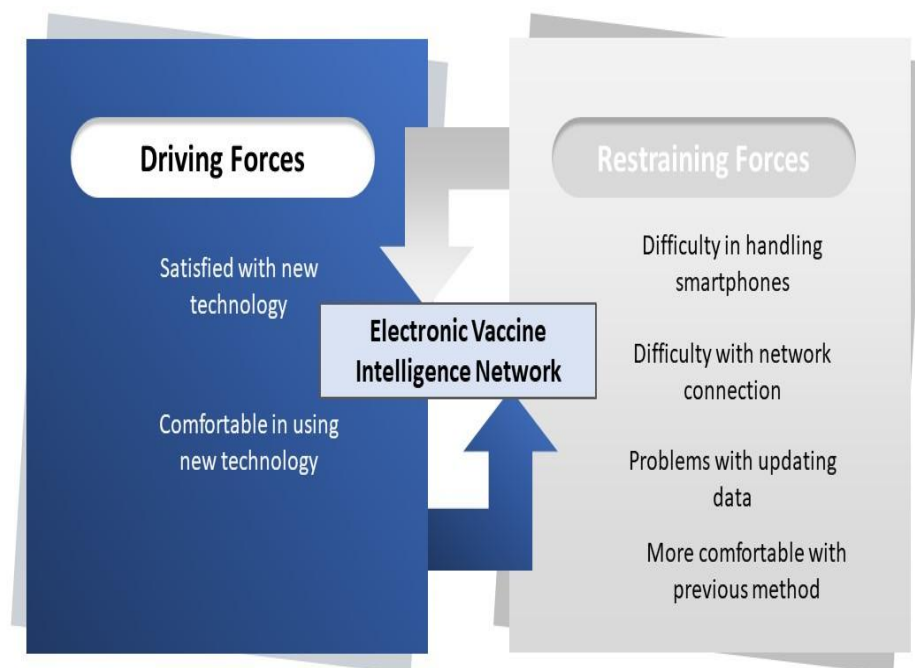 Driving Forces
Satisfied with new
technology
Comfortable in using
new technology
Electronic Vaccine
Intelligence Network
Restraining Forces
Difficulty in handling
smartphones
Difficulty with network
connection
Problems with updating
data
More comfortable with
previous method